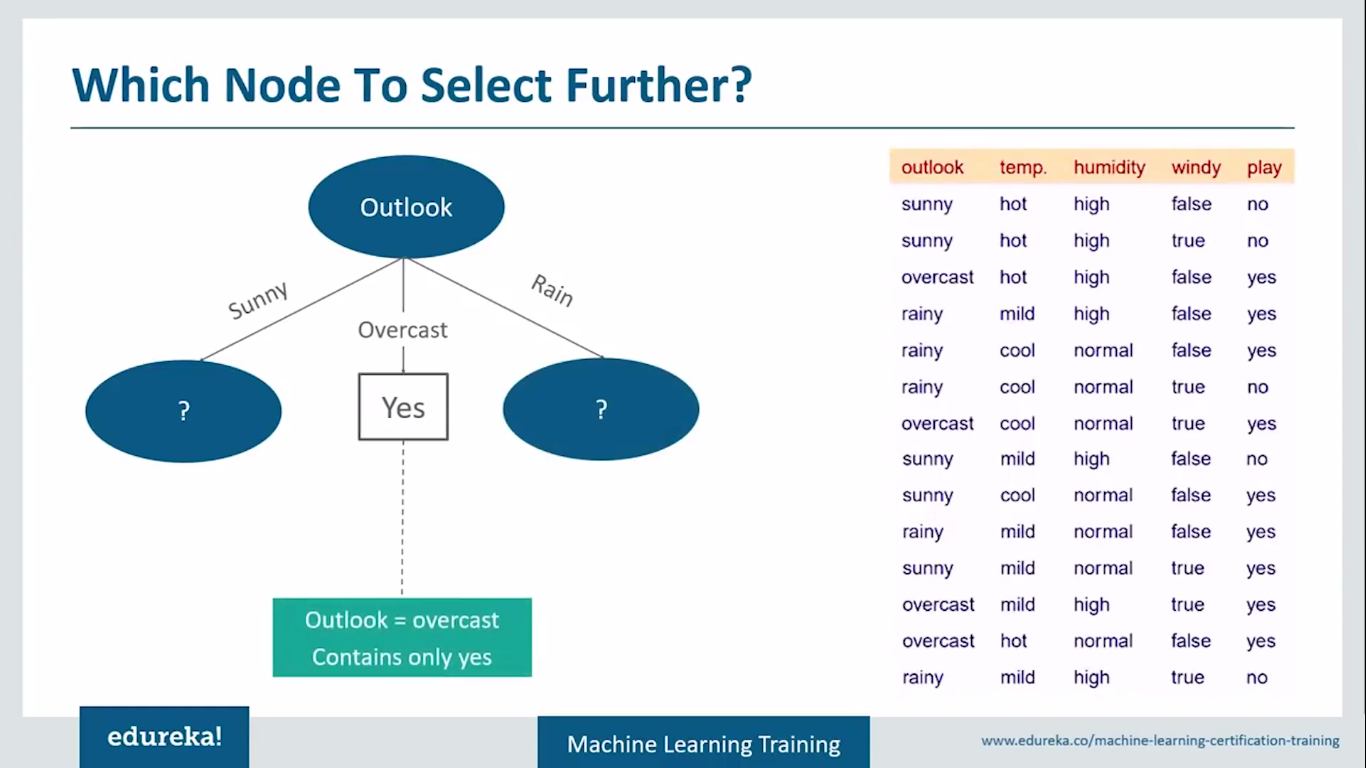 Which Node To Select Further?
Outlook
Sunny
Rain
Overcast
?
Yes
?
Outlook = overcast
Contains only yes
outlook temp. humidity windy play
sunny hot high false no
sunny hot high true no
overcast hot high false yes
rainy mild high false yes
rainy cool normal false yes
rainy cool normal true no
overcast cool normal true yes
sunny mild high false no
sunny cool normal false yes
rainy mild normal false yes
sunny mild normal true yes
overcast mild high true yes
overcast hot normal false yes
rainy mild high true no
edureka!
Machine Learning Training
www.edureka.co/machine-learning-certification-training